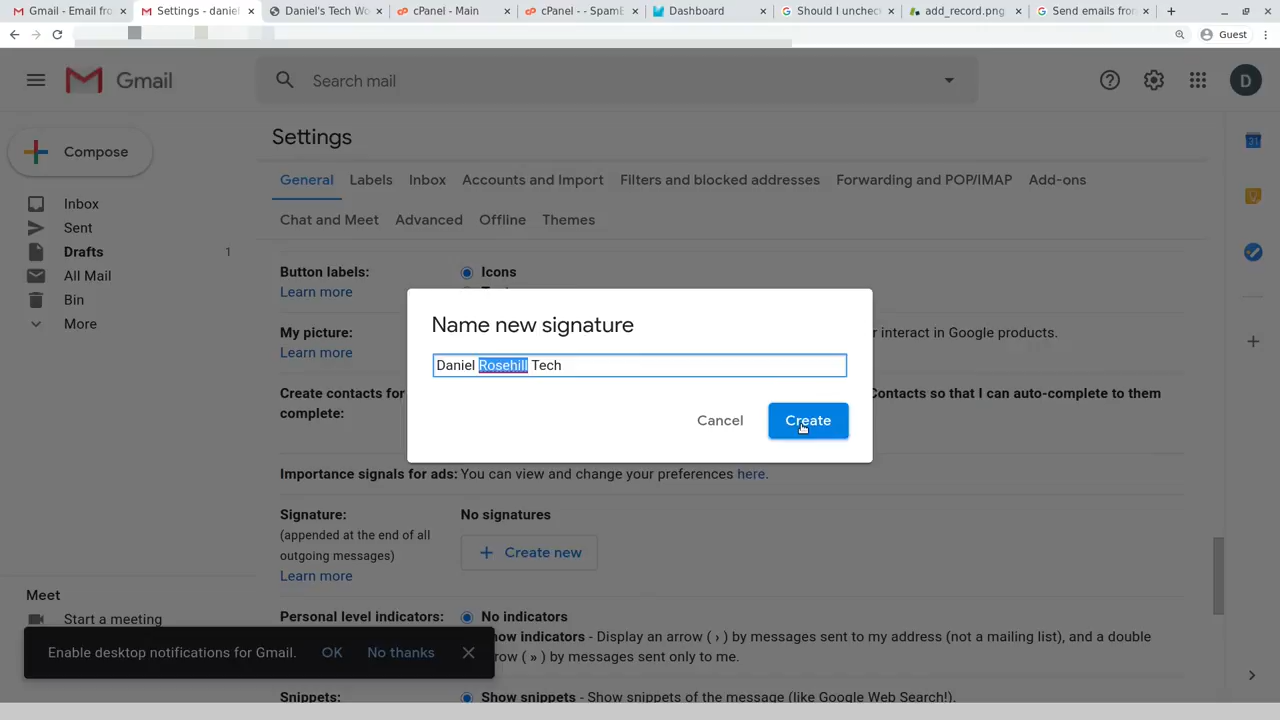 Gmail - Email fro
Settings - daniel
Daniel's Tech Wo
cPanel - Main
cPanel - - SpamE
Dashboard
Should I unchec
add_record.png
Send emails from
Guest
Gmail
Search mail
D
Compose
Inbox
Sent
Drafts 1
All Mail
Bin
More
Meet
Start a meeting
Settings
General Labels Inbox Accounts and Import Filters and blocked addresses Forwarding and POP/IMAP Add-ons
Chat and Meet Advanced Offline Themes
Button labels: Icons
Learn more
My picture: r interact in Google products.
Learn more
Create contacts for Contacts so that I can auto-complete to them
complete:
Name new signature
Daniel Rosehill Tech
Cancel Create
Importance signals for ads: You can view and change your preferences here.
Signature: No signatures
(appended at the end of all
outgoing messages)
Create new
Learn more
Personal level indicators: No indicators
how indicators - Display an arrow ( › ) by messages sent to my address (not a mailing list), and a double
rrow ( » ) by messages sent only to me.
Snippets: Show snippets - Show snippets of the message (like Google Web Search!).
Enable desktop notifications for Gmail. OK No thanks
31